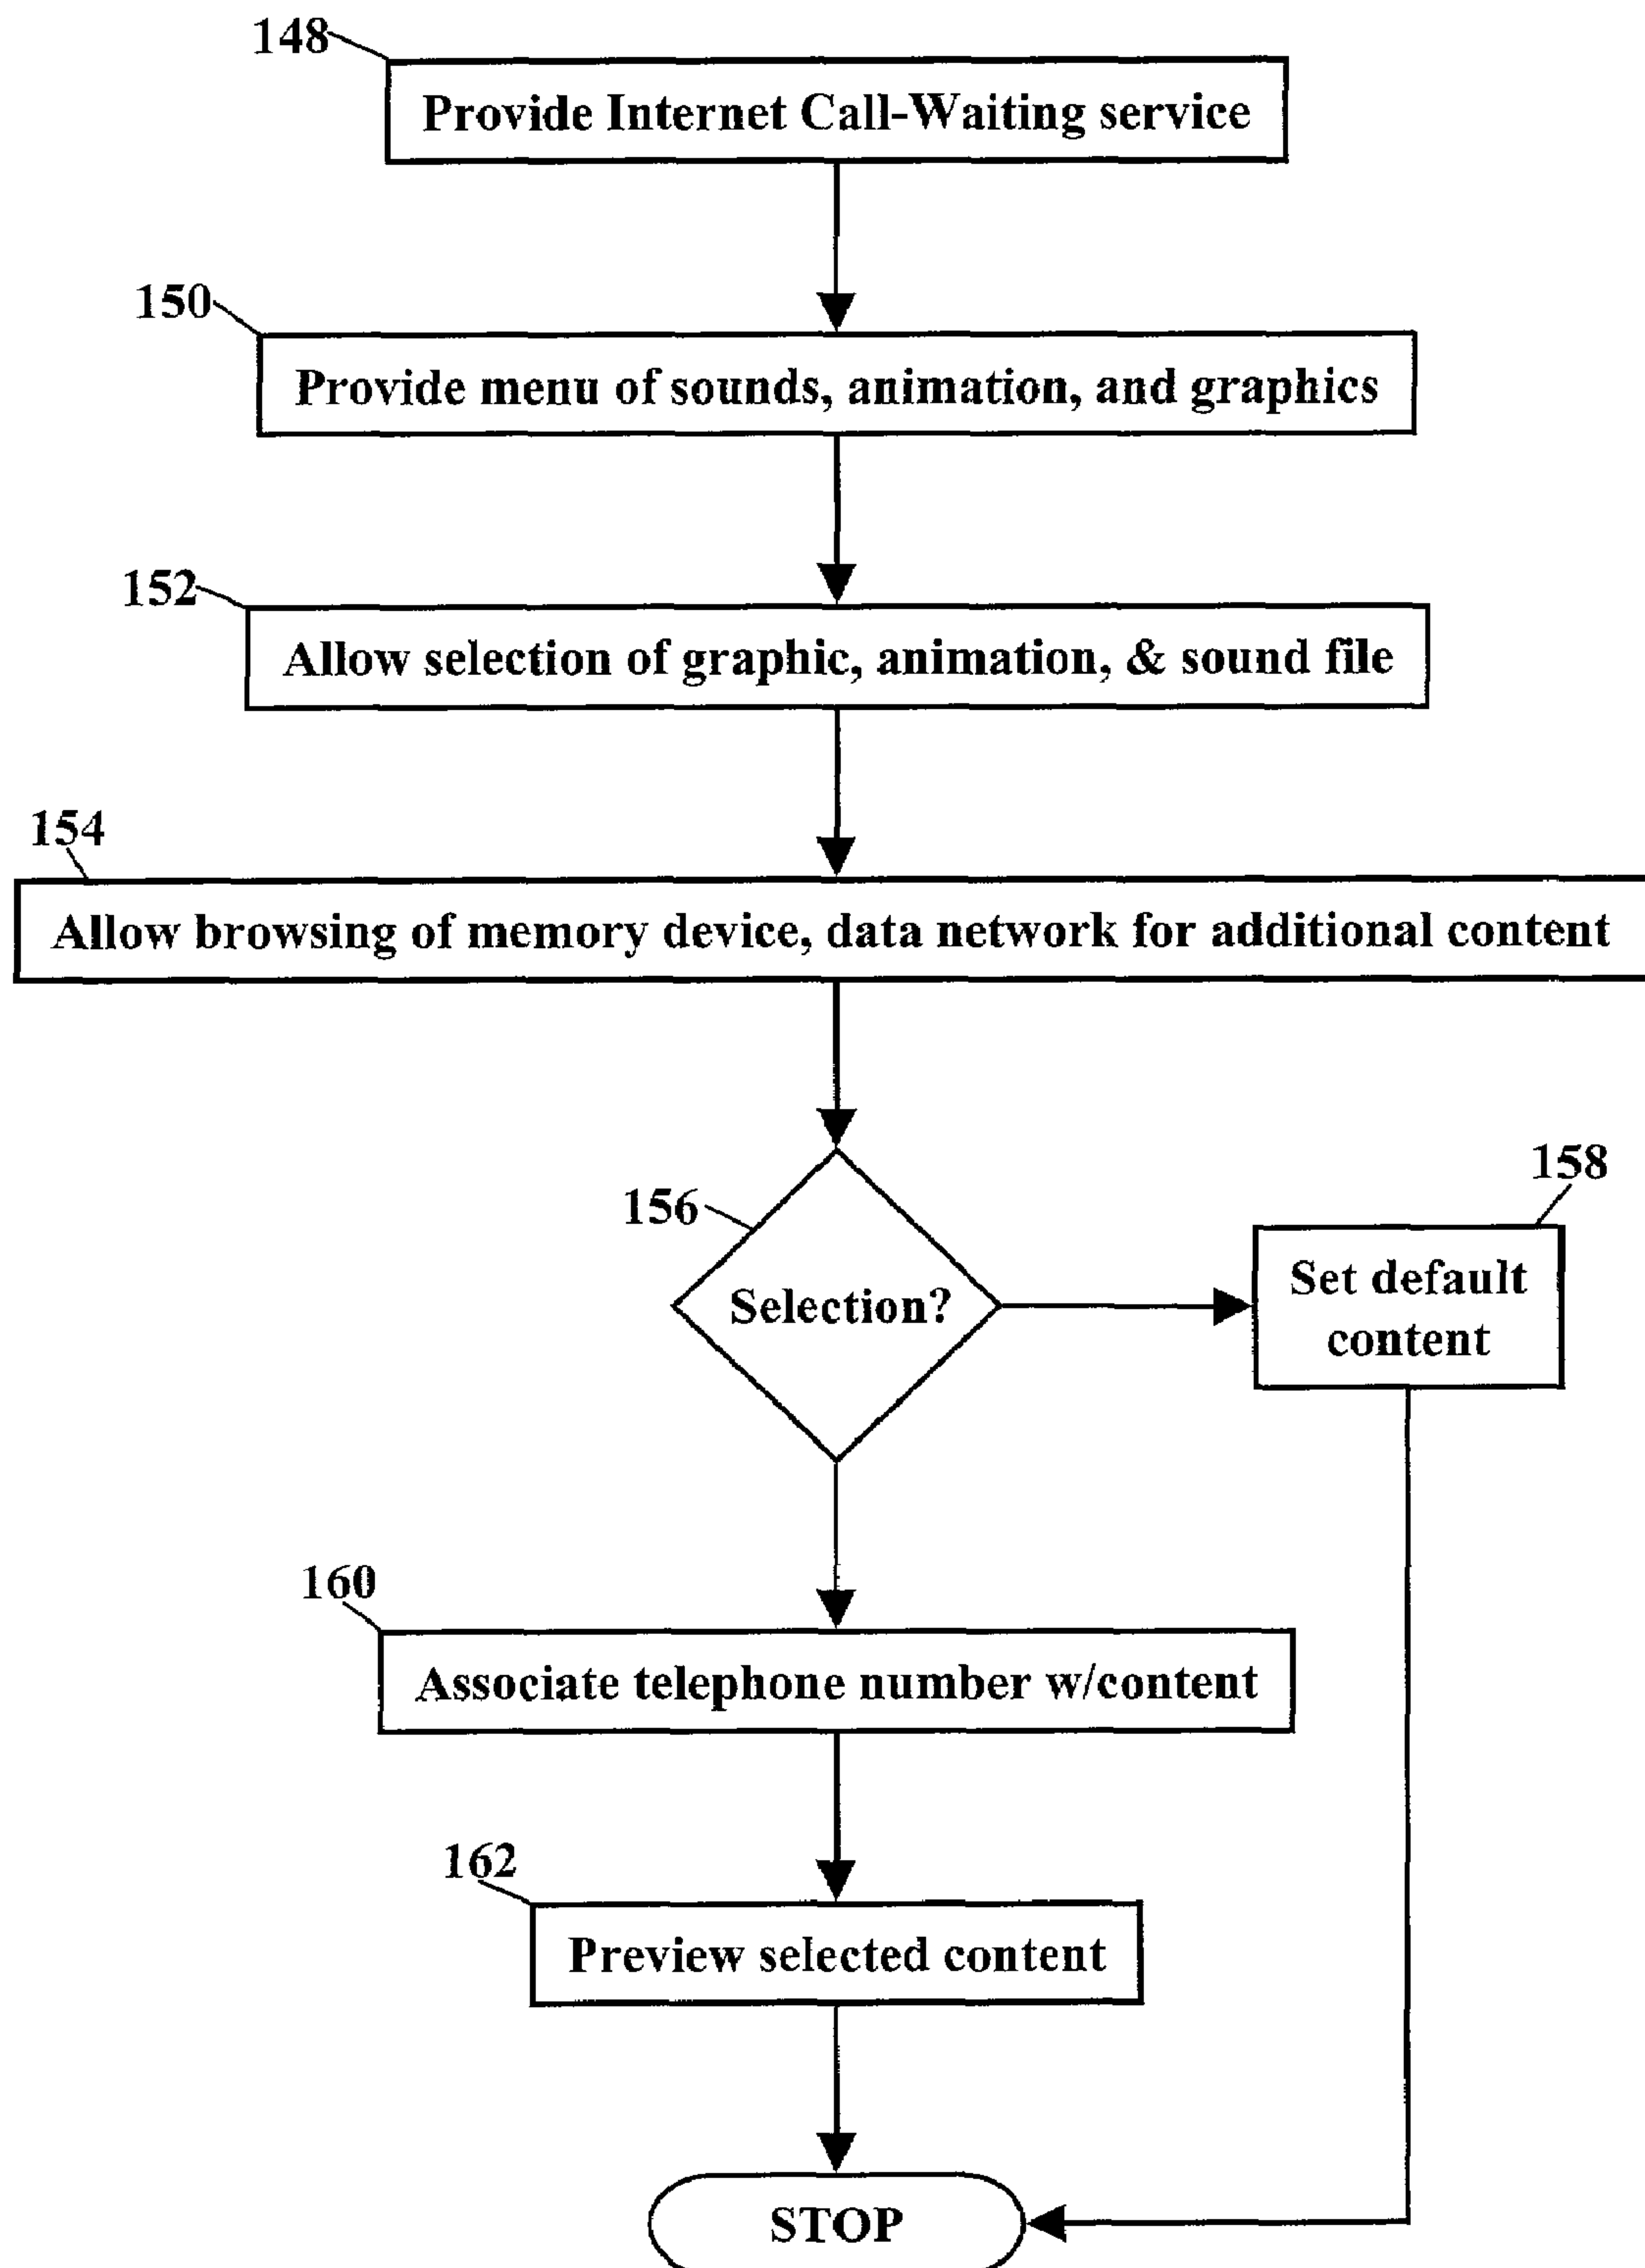 148
Provide Internet Call-Waiting service
150
Provide menu of sounds, animation, and graphics
152
Allow selection of graphic, animation, & sound file
154
Allow browsing of memory device, data network for additional content
156
Selection?
158
Set default
content
160
Associate telephone number w/content
162
Preview selected content
STOP